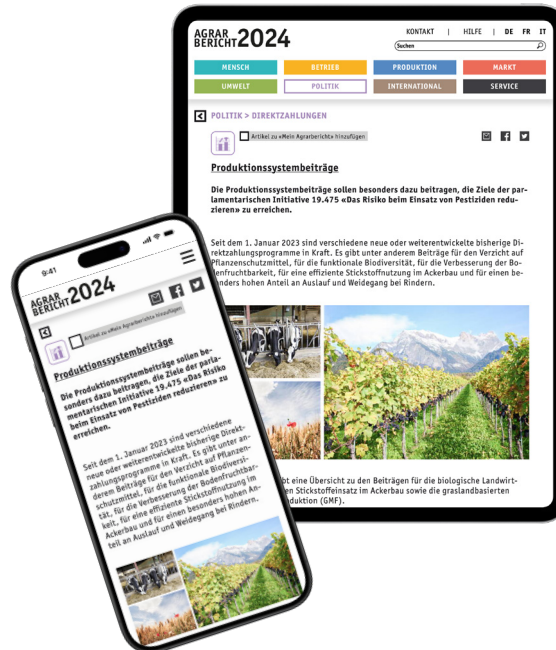 AGRAR
BERICHT 2024
KONTAKT | HILFE | DE FR IT
Suchen
MENSCH BETRIEB PRODUKTION MARKT
UMWELT POLITIK INTERNATIONAL SERVICE
POLITIK > DIREKTZAHLUNGEN
Artikel zu «Mein Agrarbericht» hinzufügen
Produktionssystembeiträge
Die Produktionssystembeiträge sollen besonders dazu beitragen, die Ziele der par-
lamentarischen Initiative 19.475 «Das Risiko beim Einsatz von Pestiziden redu-
zieren» zu erreichen.
Seit dem 1. Januar 2023 sind verschiedene neue oder weiterentwickelte bisherige Di-
rektzahlungsprogramme in Kraft. Es gibt unter anderem Beiträge für den Verzicht auf
Pflanzenschutzmittel, für die funktionale Biodiversität, für die Verbesserung der Bo-
denfruchtbarkeit, für eine effiziente Stickstoffnutzung im Ackerbau und für einen be-
sonders hohen Anteil an Auslauf und Weidegang bei Rindern.
bt eine Übersicht zu den Beiträgen für die biologische Landwirt-
en Stickstoffeinsatz im Ackerbau sowie die graslandbasierten
duktion (GMF).
9:41
AGRAR
BERICHT 2024
Artikel zu «Mein Agrarbericht» hinzufügen
Produktionssystembeiträge
Die Produktionssystembeiträge sollen be-
sonders dazu beitragen, die Ziele der parla-
mentarischen Initiative 19.475 «Das Risiko
beim Einsatz von Pestiziden reduzieren» zu
erreichen.
Seit dem 1. Januar 2023 sind verschiedene
neue oder weiterentwickelte bisherige Direkt-
zahlungsprogramme in Kraft. Es gibt unter an-
derem Beiträge für den Verzicht auf Pflanzen-
schutzmittel, für die funktionale Biodiversi-
tät, für die Verbesserung der Bodenfruchtbar-
keit, für eine effiziente Stickstoffnutzung im
Ackerbau und für einen besonders hohen An-
teil an Auslauf und Weidegang bei Rindern.